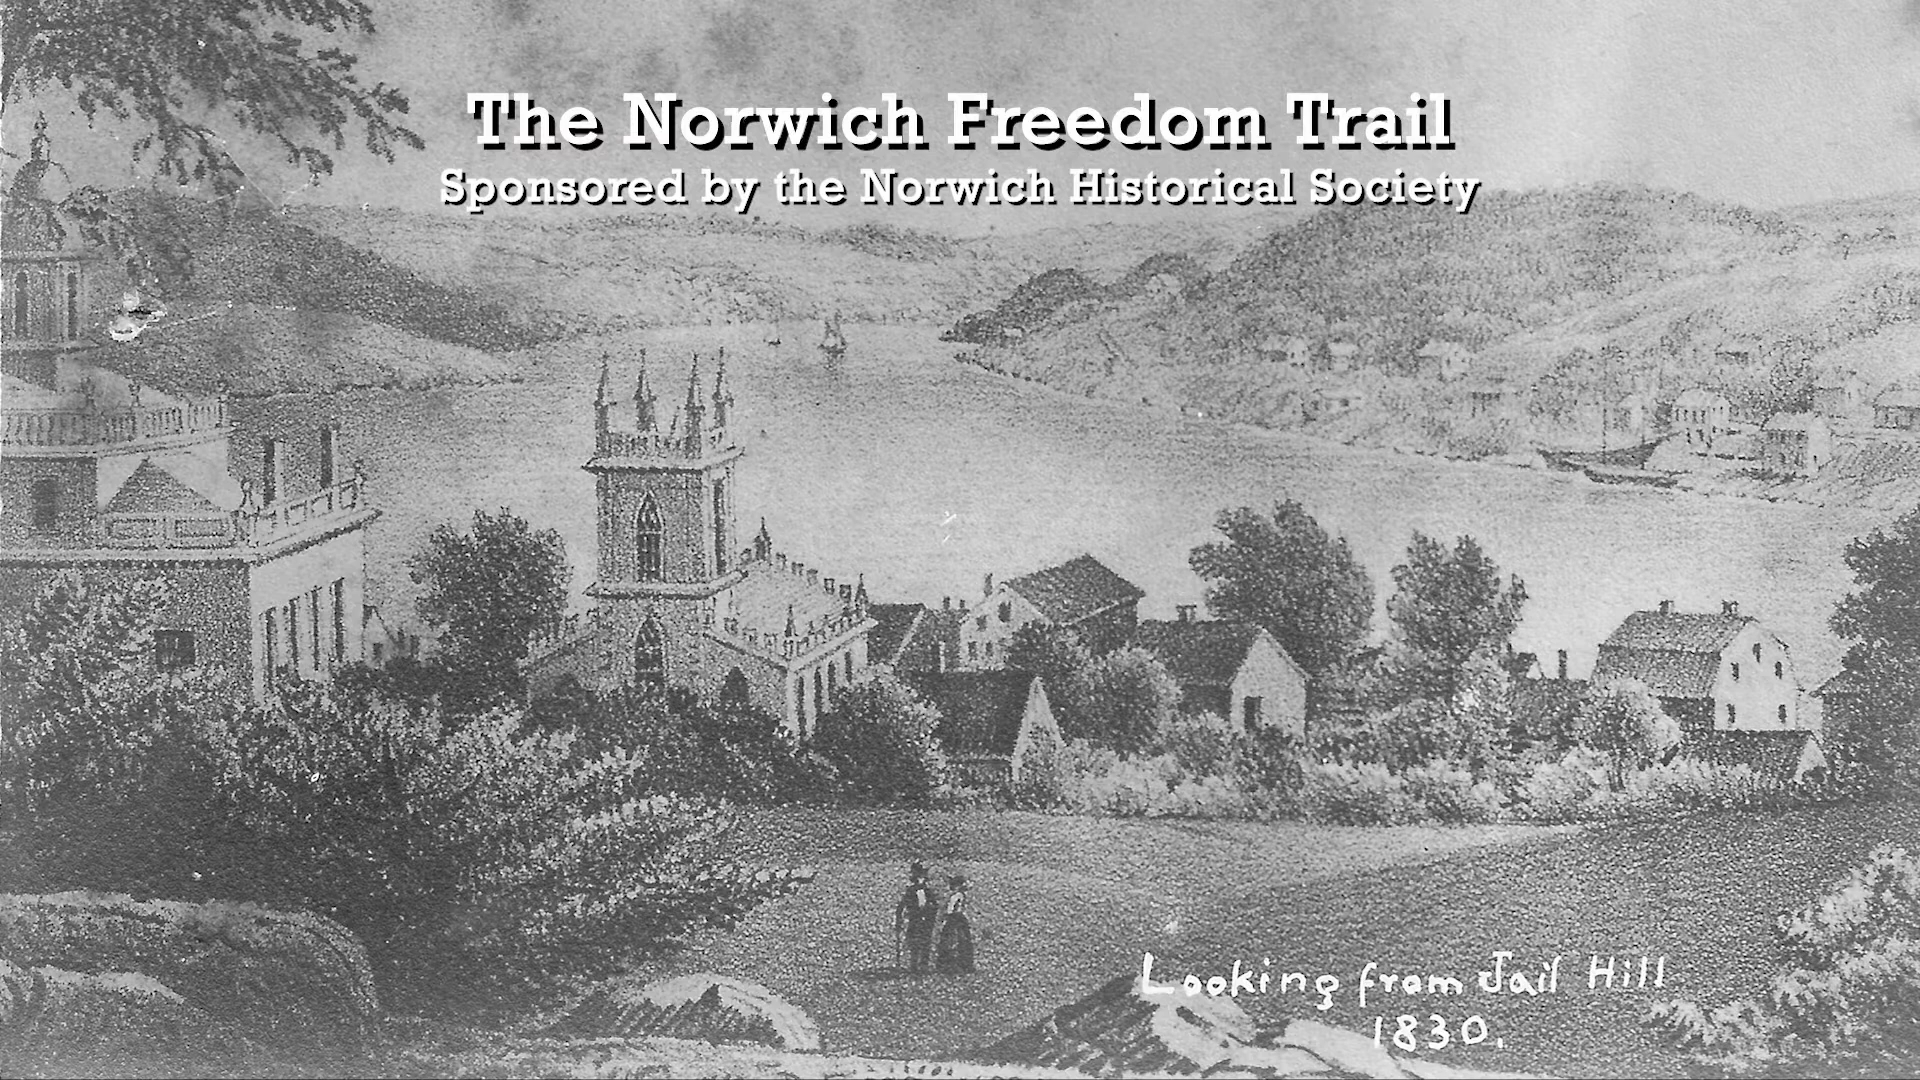 The Norwich Freedom Trail
Sponsored by the Norwich Historical Society
Looking from Jail Hill
1830.